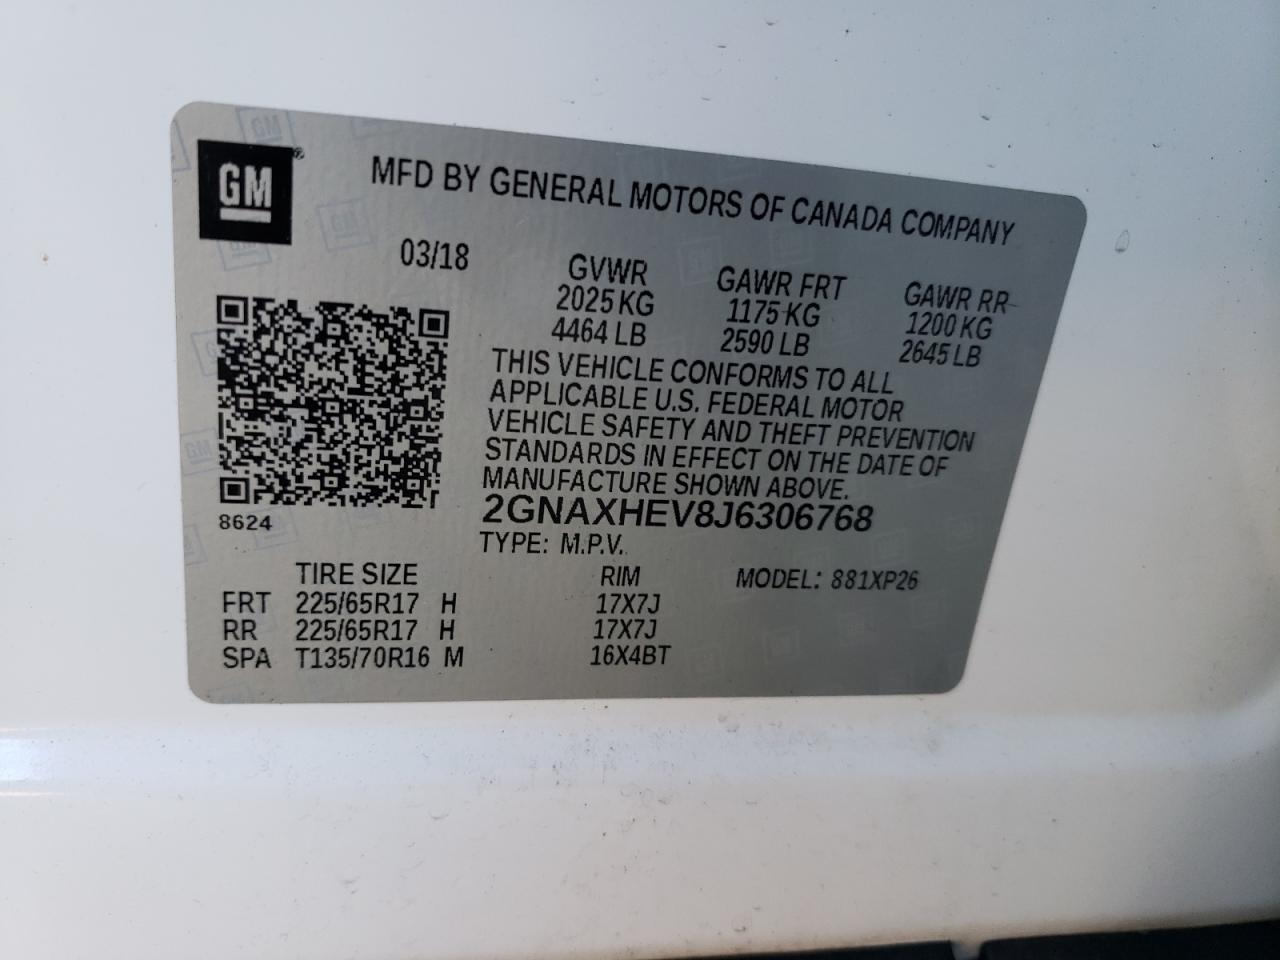 GM ®
MFD BY GENERAL MOTORS OF CANADA COMPANY
03/18
GVWR GAWR FRT GAWR RR
2025 KG 1175 KG 1200 KG
4464 LB 2590 LB 2645 LB
THIS VEHICLE CONFORMS TO ALL
APPLICABLE U.S. FEDERAL MOTOR
VEHICLE SAFETY AND THEFT PREVENTION
STANDARDS IN EFFECT ON THE DATE OF
MANUFACTURE SHOWN ABOVE.
8624
2GNAXHEV8J6306768
TYPE: M.P.V.
TIRE SIZE RIM MODEL: 881XP26
FRT 225/65R17 H 17X7J
RR 225/65R17 H 17X7J
SPA T135/70R16 M 16X4BT